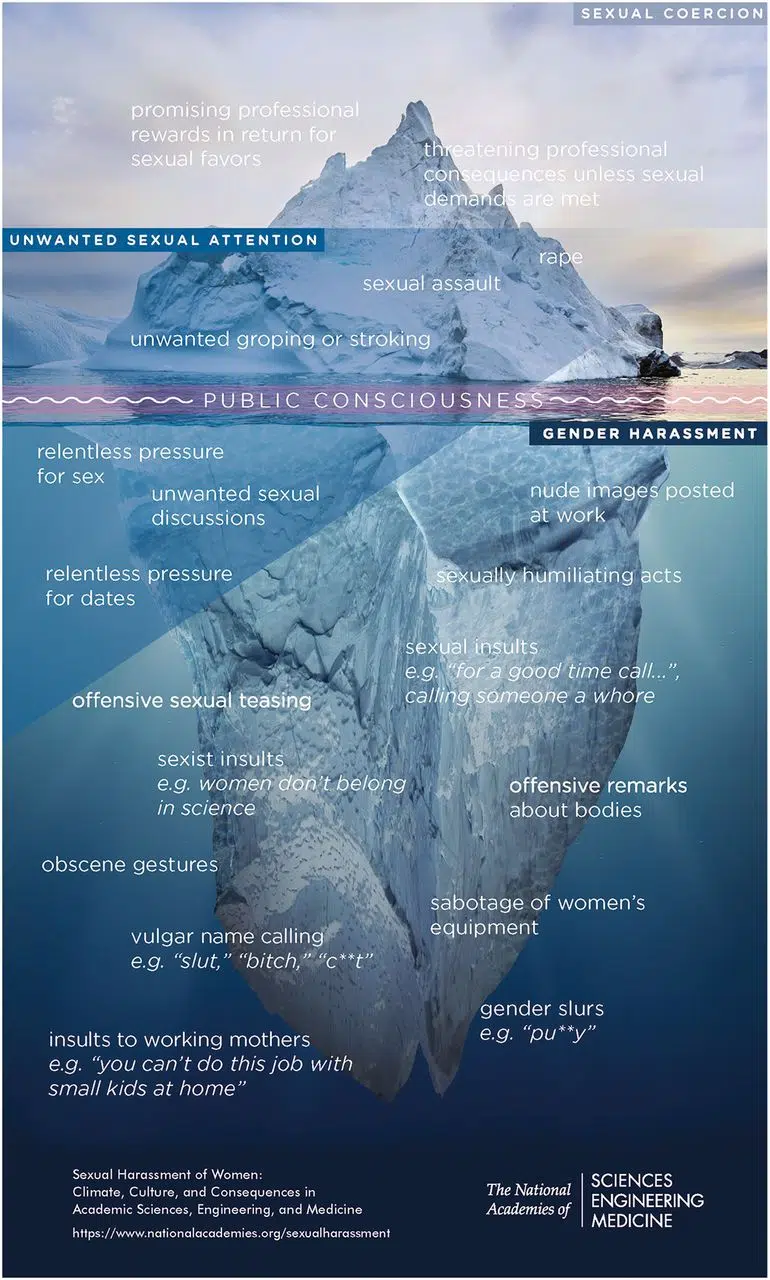 SEXUAL COERCION
promising professional
rewards in return for
sexual favors
threatening professional
consequences unless sexual
demands are met
UNWANTED SEXUAL ATTENTION
rape
sexual assault
unwanted groping or stroking
PUBLIC CONSCIOUSNESS
GENDER HARASSMENT
relentless pressure
for sex
unwanted sexual
discussions
nude images posted
at work
relentless pressure
for dates
sexually humiliating acts
sexual insults
e.g. “for a good time call...”,
calling someone a whore
offensive sexual teasing
sexist insults
e.g. women don’t belong
in science
offensive remarks
about bodies
obscene gestures
sabotage of women’s
equipment
vulgar name calling
e.g. “slut,” “bitch,” “c**t”
gender slurs
e.g. “pu**y”
insults to working mothers
e.g. “you can’t do this job with
small kids at home”
Sexual Harassment of Women:
Climate, Culture, and Consequences in
Academic Sciences, Engineering, and Medicine
https://www.nationalacademies.org/sexualharassment
The National
Academies of
SCIENCES
ENGINEERING
MEDICINE